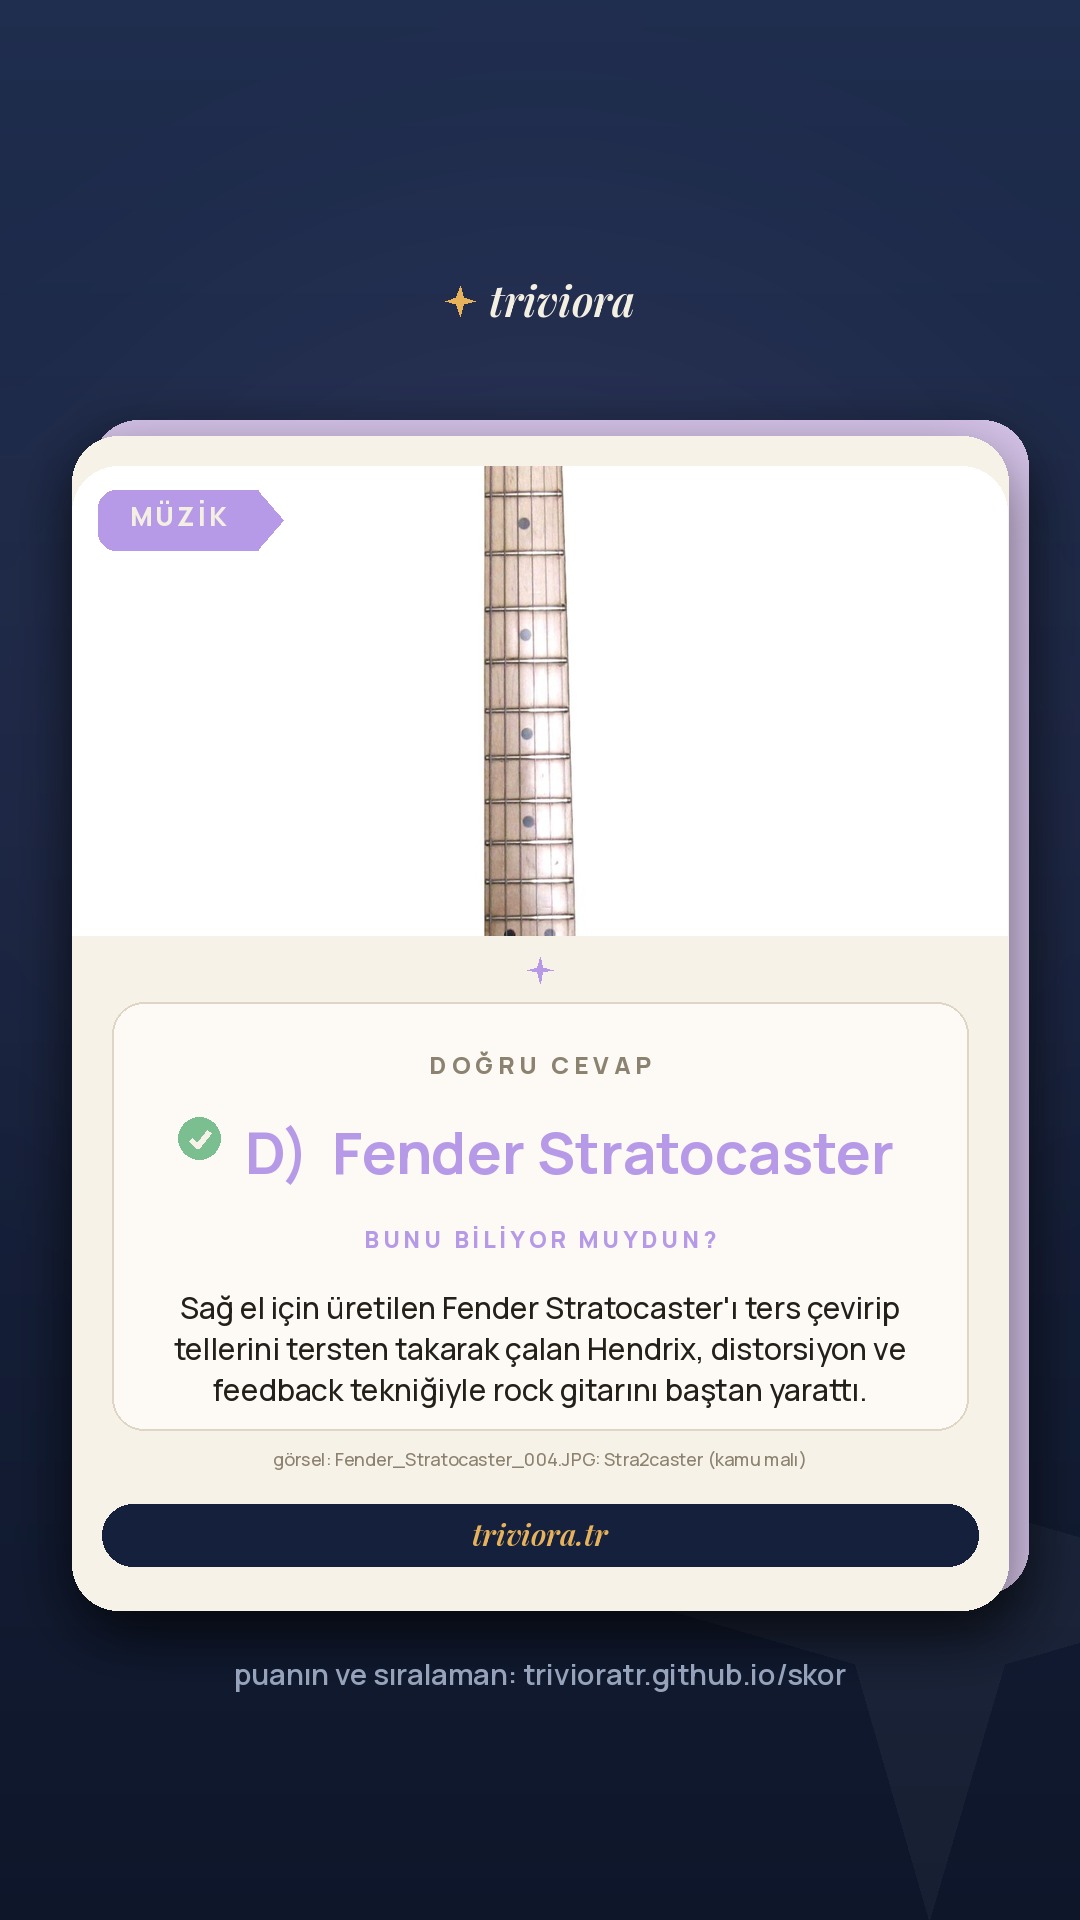 triviora
MÜZİK
DOĞRU CEVAP
D) Fender Stratocaster
BUNU BİLİYOR MUYDUN?
Sağ el için üretilen Fender Stratocaster'ı ters çevirip
tellerini tersten takarak çalan Hendrix, distorsiyon ve
feedback tekniğiyle rock gitarını baştan yarattı.
görsel: Fender_Stratocaster_004.JPG: Stra2caster (kamu malı)
triviora.tr
puanın ve sıralaman: trivioratr.github.io/skor